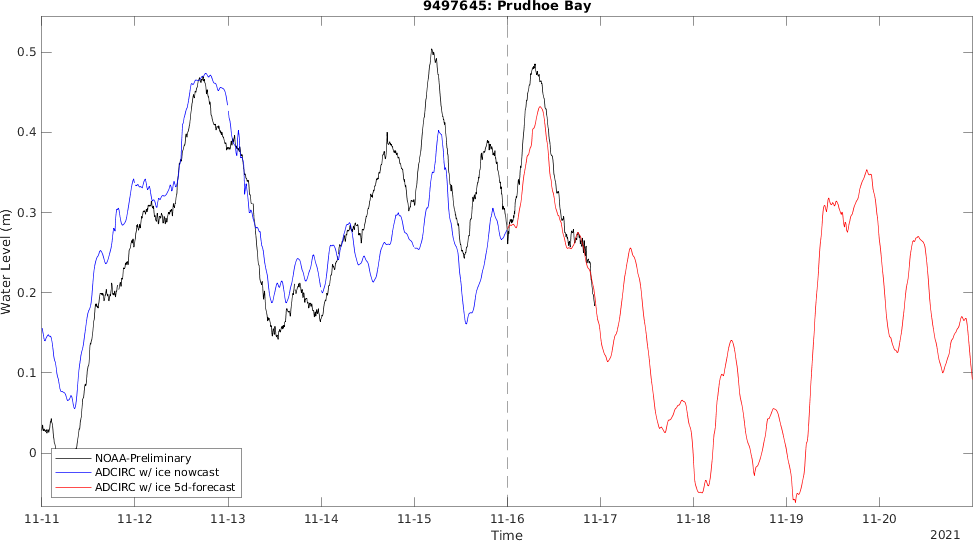 9497645: Prudhoe Bay
Water Level (m)
0.5
0.4
0.3
0.2
0.1
0
NOAA-Preliminary
ADCIRC w/ ice nowcast
ADCIRC w/ ice 5d-forecast
11-11 11-12 11-13 11-14 11-15 11-16 11-17 11-18 11-19 11-20
Time
2021